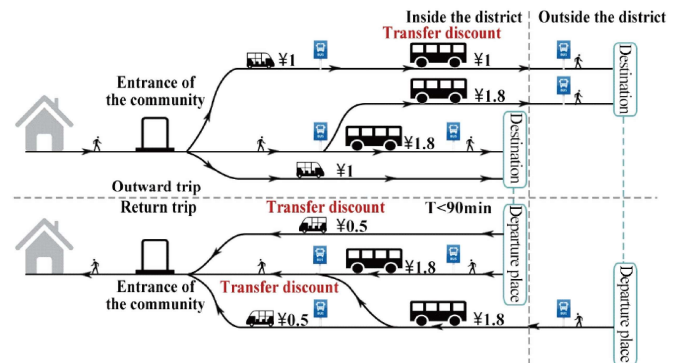 Inside the district
Outside the district
Transfer discount
¥1
¥1
Entrance of
the community
¥1.8
Destination
¥1.8
Destination
¥1
Outward trip
Return trip
Transfer discount
T<90min
¥0.5
Departure place
¥1.8
Entrance of
the community
Transfer discount
¥0.5
¥1.8
Departure place